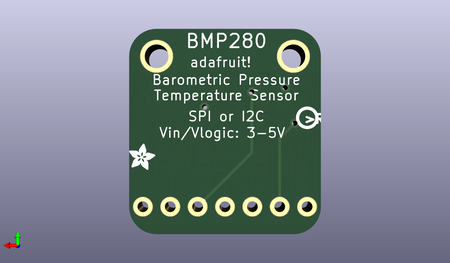 BMP280
adafruit!
Barometric Pressure
Temperature Sensor
SPI or I2C
Vin/Vlogic: 3-5V